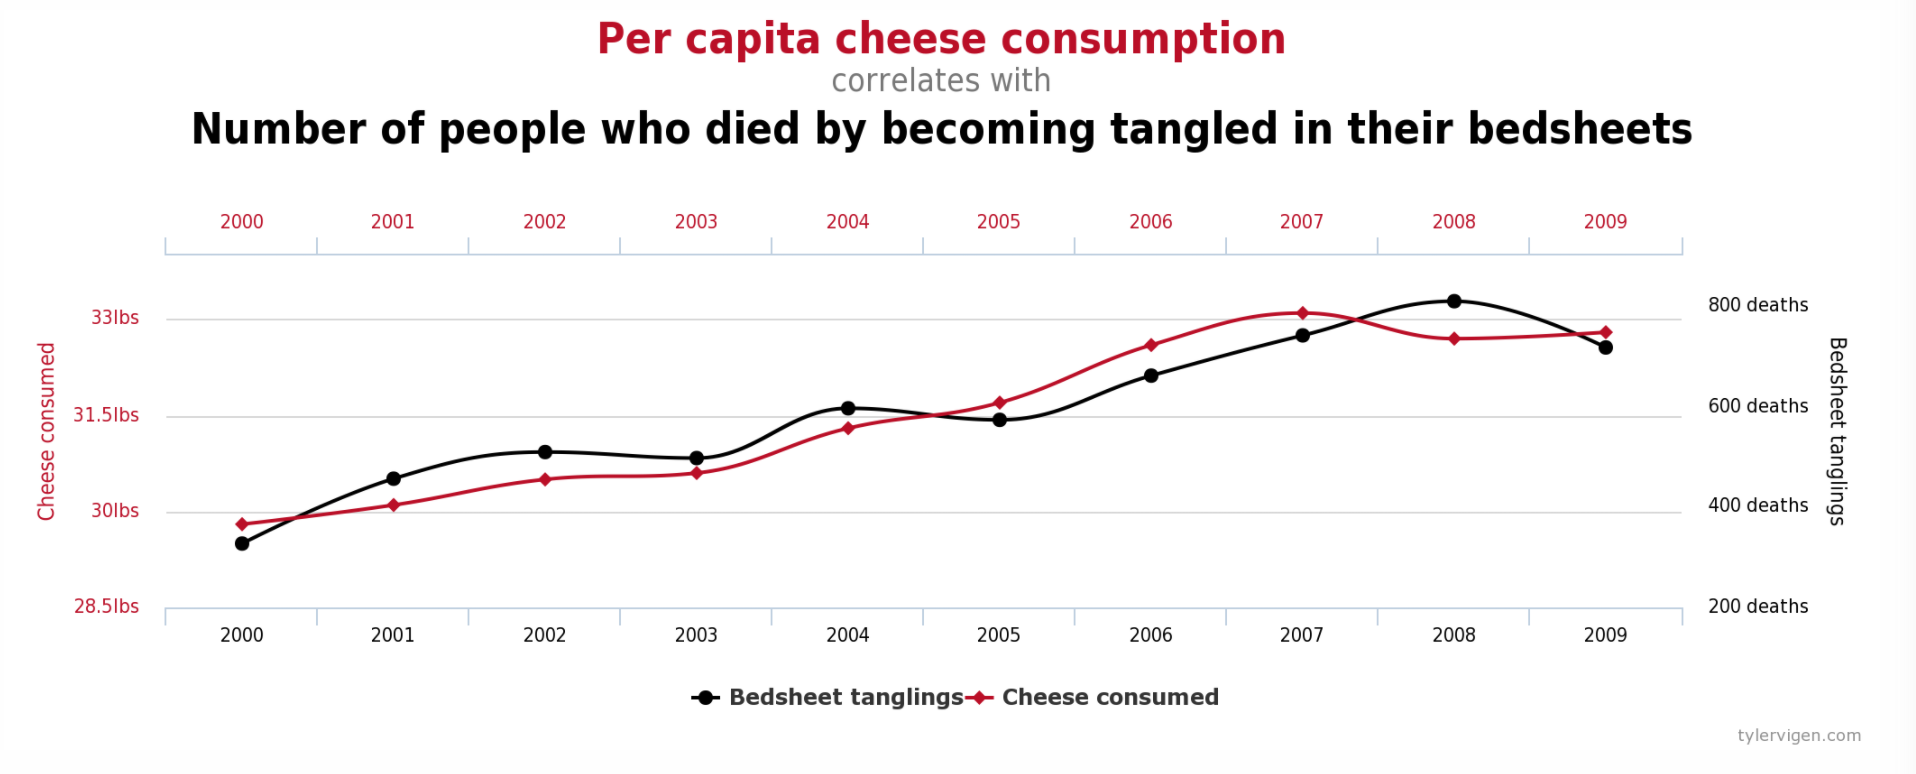 Per capita cheese consumption
correlates with
Number of people who died by becoming tangled in their bedsheets
2000 2001 2002 2003 2004 2005 2006 2007 2008 2009
Cheese consumed
33lbs
31.5lbs
30lbs
28.5lbs
800 deaths
600 deaths
400 deaths
200 deaths
Bedsheet tanglings
2000 2001 2002 2003 2004 2005 2006 2007 2008 2009
Bedsheet tanglings Cheese consumed
tylervigen.com